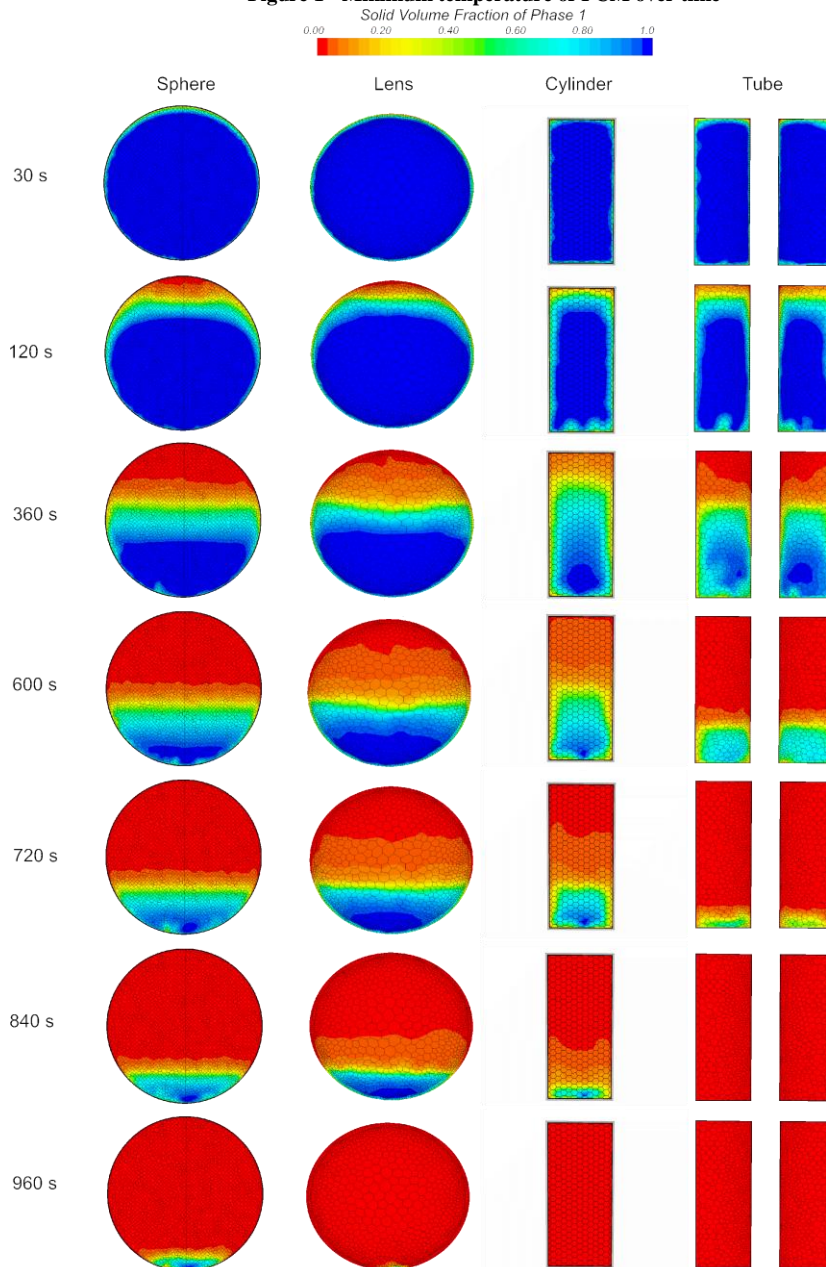 Solid Volume Fraction of Phase 1
0.00 0.20 0.40 0.60 0.80 1.0
Sphere Lens Cylinder Tube
30 s
120 s
360 s
600 s
720 s
840 s
960 s